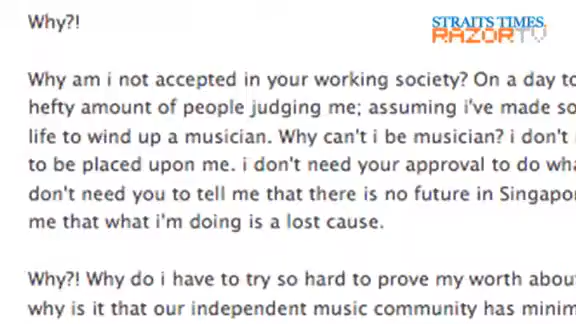 Why?!
STRAITS TIMES
RAZORTV
Why am i not accepted in your working society? On a day to
hefty amount of people judging me; assuming i've made so
life to wind up a musician. Why can't i be musician? i don't
to be placed upon me. i don't need your approval to do wha
don't need you to tell me that there is no future in Singapo
me that what i'm doing is a lost cause.
Why?! Why do i have to try so hard to prove my worth abou
why is it that our independent music community has minim